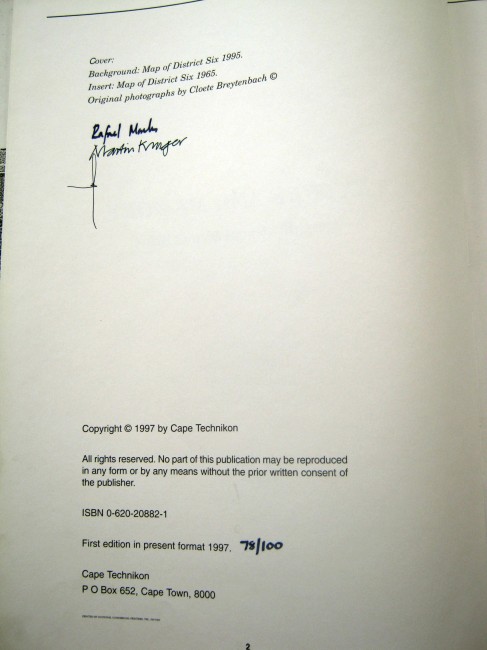 Cover:
Background: Map of District Six 1995.
Insert: Map of District Six 1965.
Original photographs by Cloete Breytenbach ©
Rafael Marks
Martin Kruger
Copyright © 1997 by Cape Technikon
All rights reserved. No part of this publication may be reproduced
in any form or by any means without the prior written consent of
the publisher.
ISBN 0-620-20882-1
First edition in present format 1997. 78/100
Cape Technikon
P O Box 652, Cape Town, 8000
2